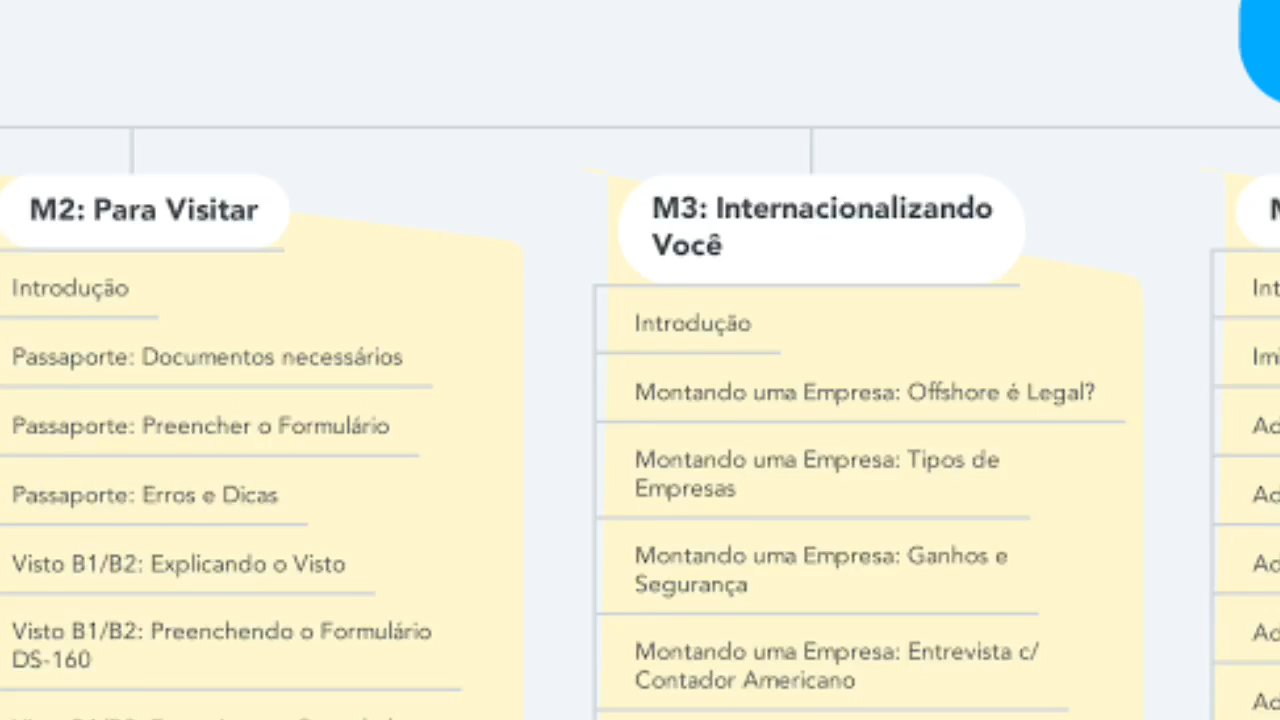 M2: Para Visitar
Introdução
Passaporte: Documentos necessários
Passaporte: Preencher o Formulário
Passaporte: Erros e Dicas
Visto B1/B2: Explicando o Visto
Visto B1/B2: Preenchendo o Formulário
DS-160
M3: Internacionalizando
Você
Introdução
Montando uma Empresa: Offshore é Legal?
Montando uma Empresa: Tipos de
Empresas
Montando uma Empresa: Ganhos e
Segurança
Montando uma Empresa: Entrevista c/
Contador Americano